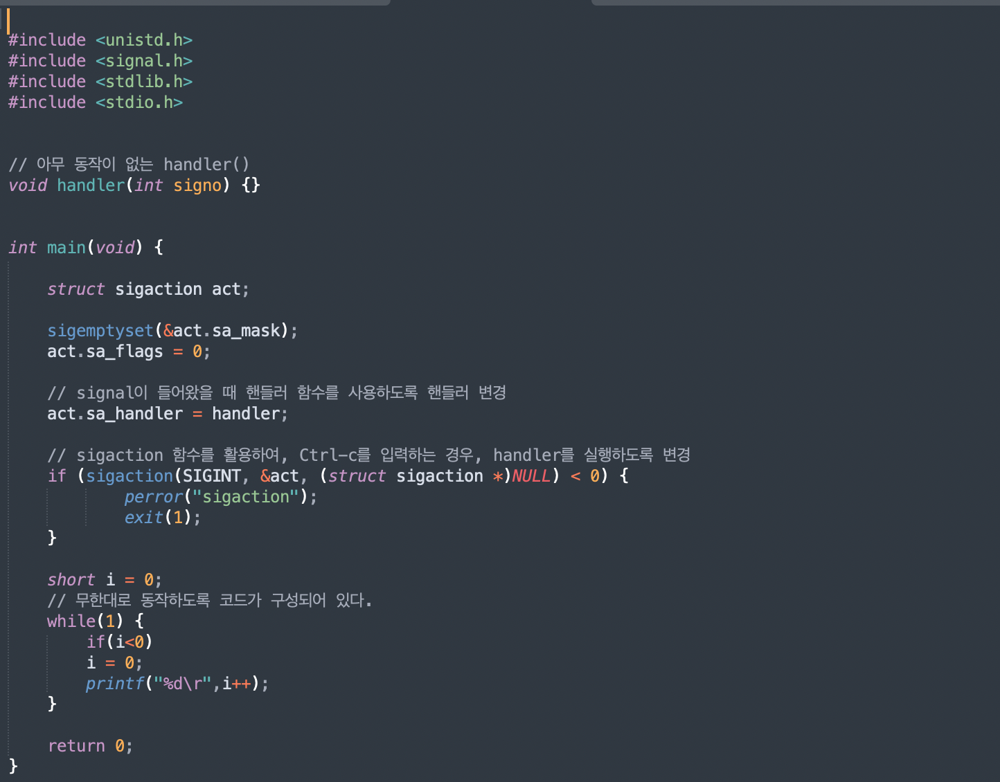 #include <unistd.h>
#include <signal.h>
#include <stdlib.h>
#include <stdio.h>
// 아무 동작이 없는 handler()
void handler(int signo) {}
int main(void) {
struct sigaction act;
sigemptyset(&act.sa_mask);
act.sa_flags = 0;
// signal이 들어왔을 때 핸들러 함수를 사용하도록 핸들러 변경
act.sa_handler = handler;
// sigaction 함수를 활용하여, Ctrl-c를 입력하는 경우, handler를 실행하도록 변경
if (sigaction(SIGINT, &act, (struct sigaction *)NULL) < 0) {
perror("sigaction");
exit(1);
}
short i = 0;
// 무한대로 동작하도록 코드가 구성되어 있다.
while(1) {
if(i<0)
i = 0;
printf("%d\r",i++);
}
return 0;
}